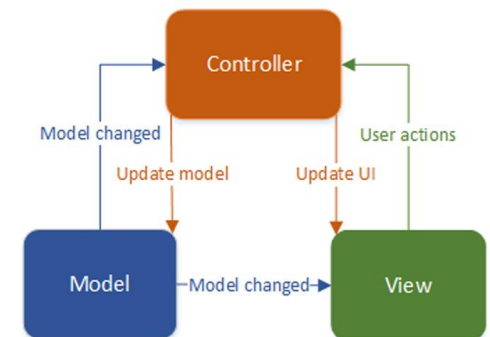 Controller
Model changed
User actions
Update model
Update UI
Model
Model changed
View